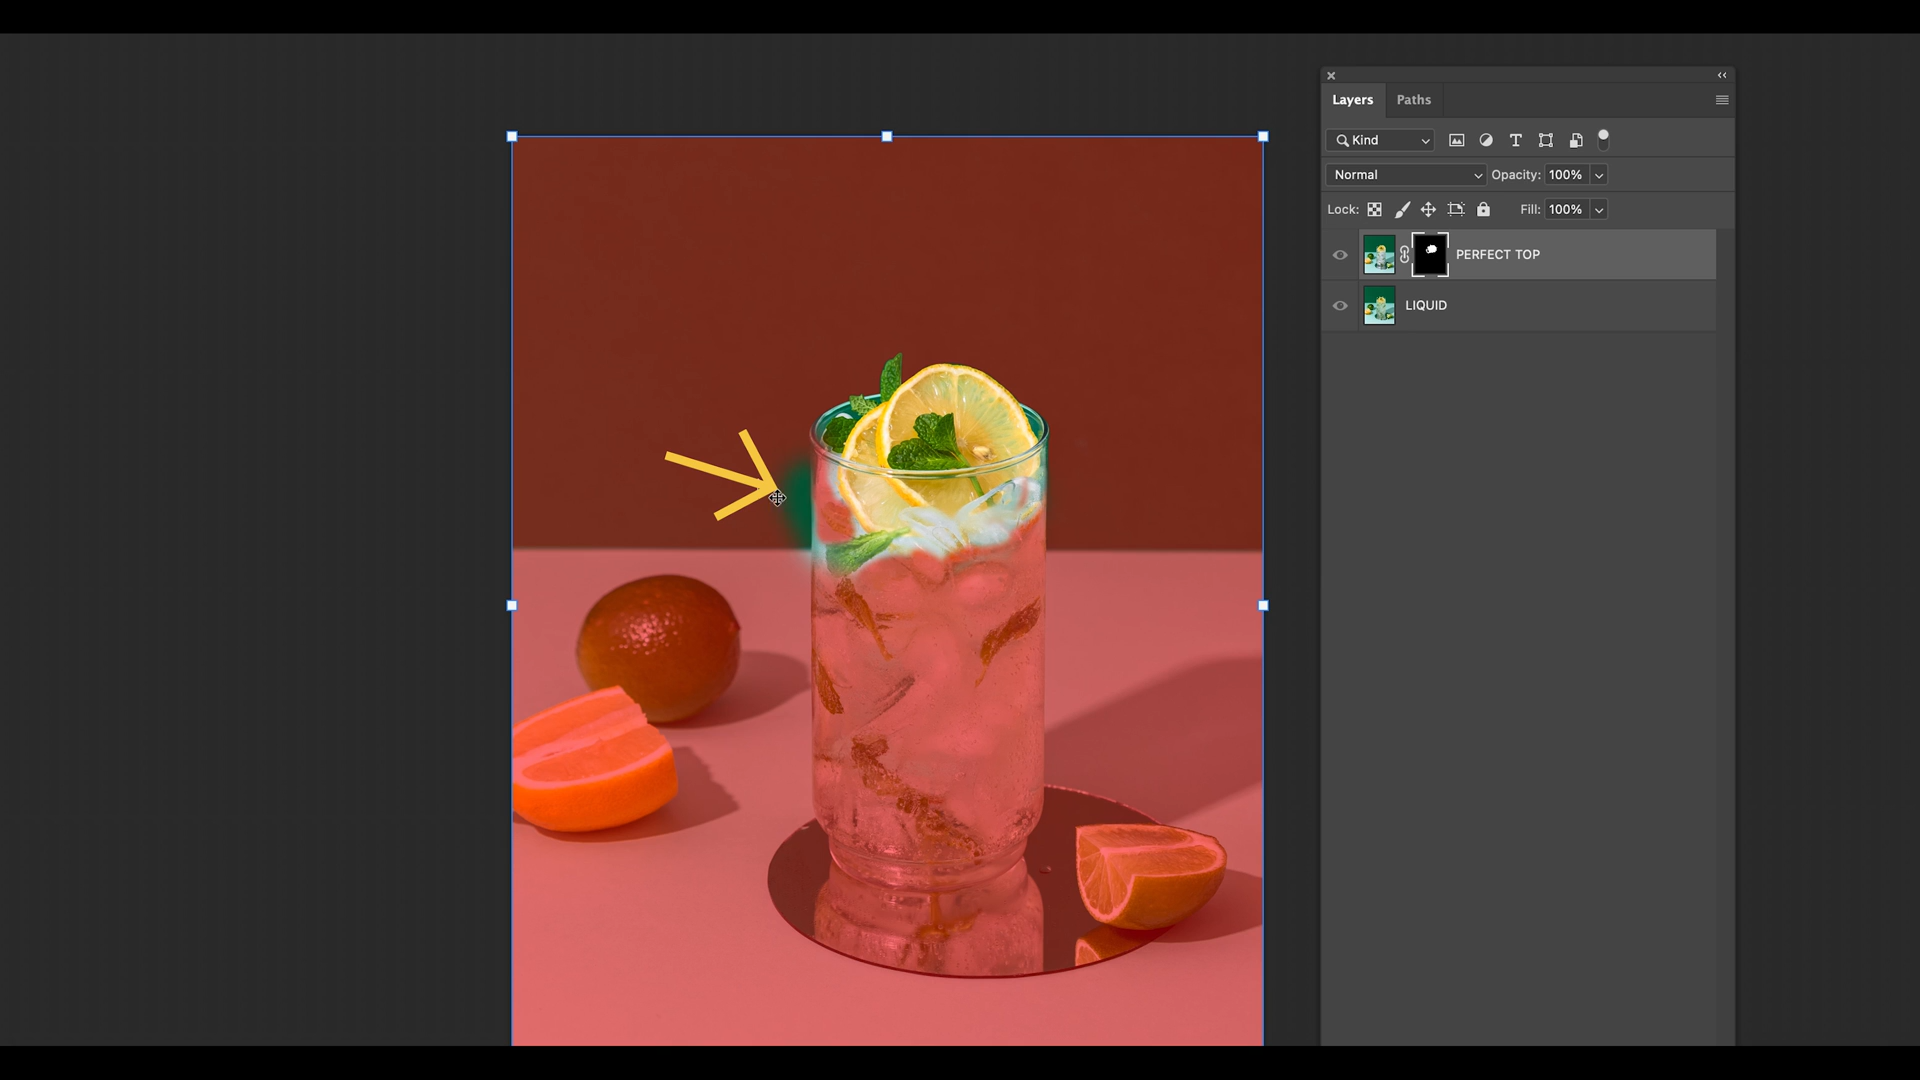 Layers Paths
Kind
Normal Opacity: 100%
Lock: Fill: 100%
PERFECT TOP
LIQUID